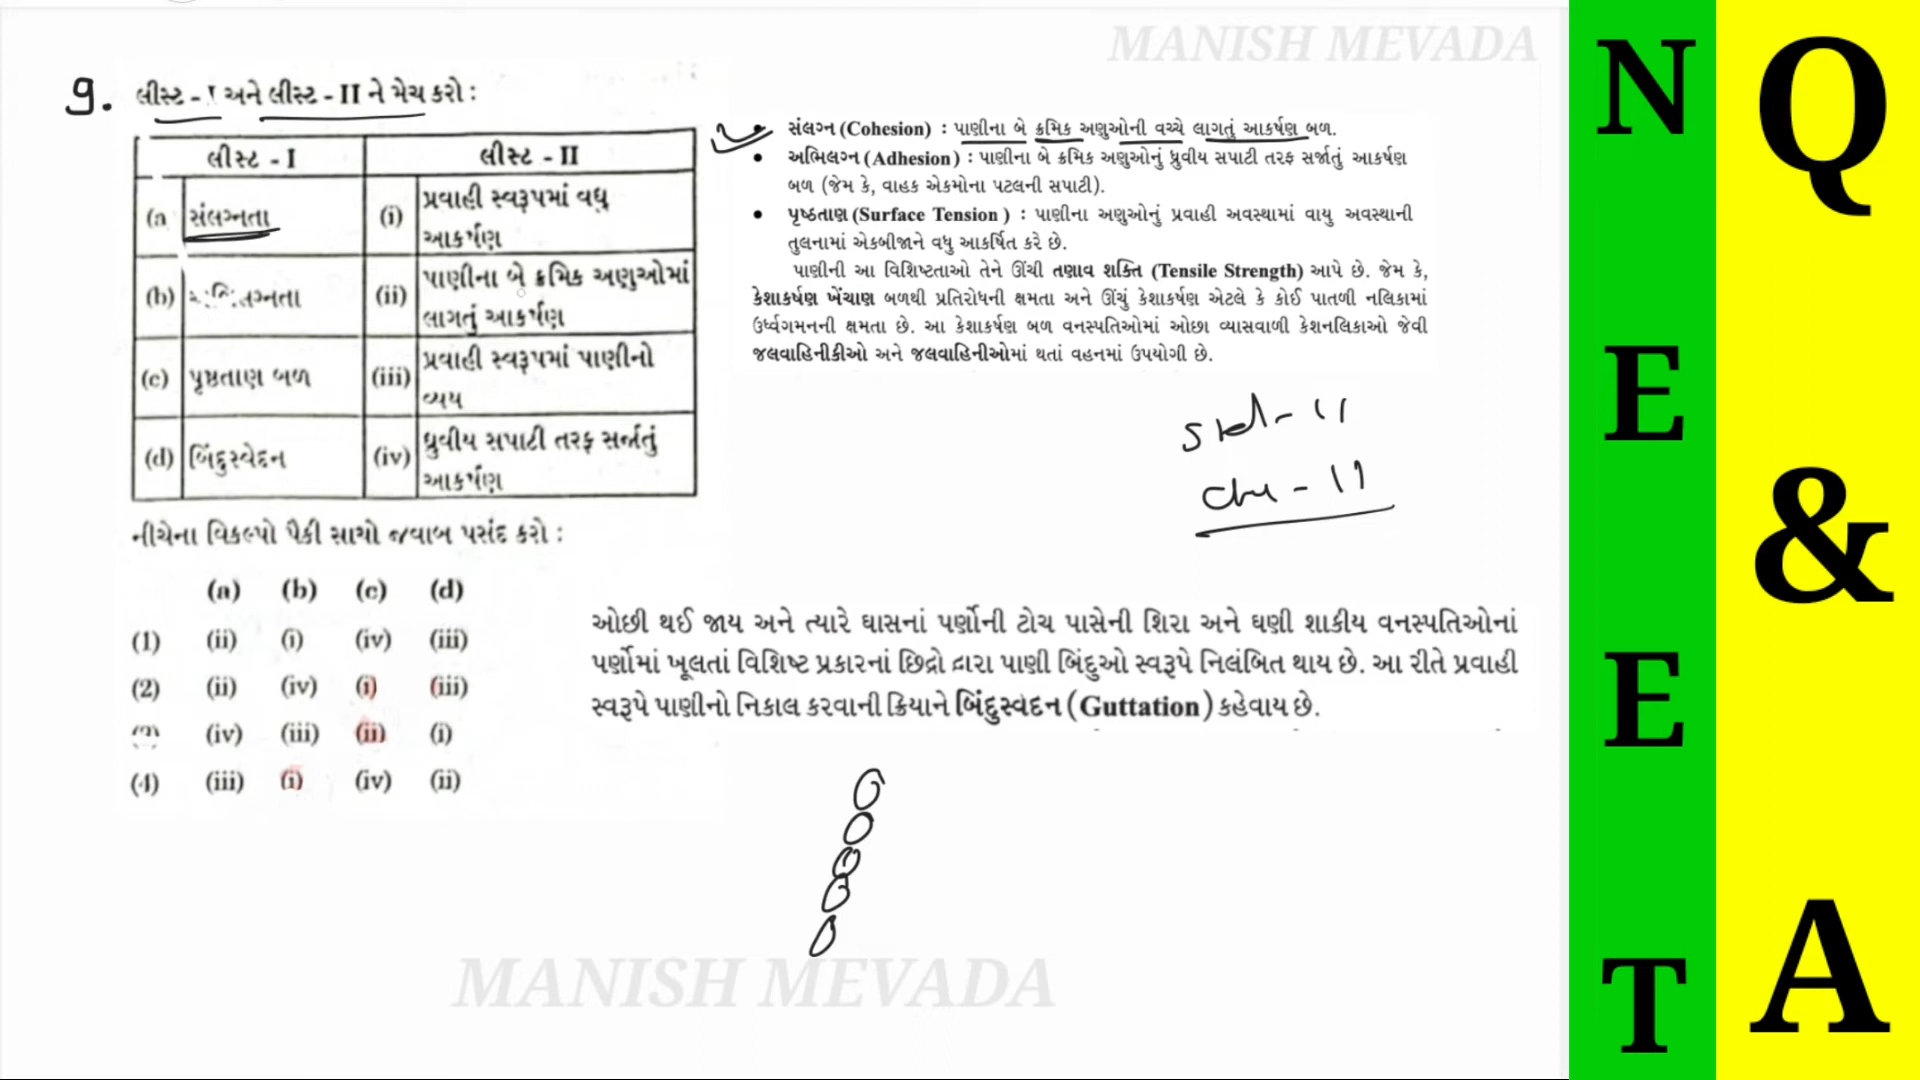 MANISH MEVADA
9. લીસ્ટ - I અને લીસ્ટ - II ને મેચ કરો :
લીસ્ટ - I લીસ્ટ - II
(a સંલગ્નતા (i) પ્રવાહી સ્વરૂપમાં વધુ
આકર્ષણ
(b) (ii) પાણીના બે ક્રમિક અણુઓમાં
લાગતું આકર્ષણ
(c) પૃષ્ઠતાણ બળ (iii) પ્રવાહી સ્વરૂપમાં પાણીનો
વ્યય
(d) બિંદુસ્વેદન (iv) ધ્રુવીય સપાટી તરફ સર્જાતું
આકર્ષણ
નીચેના વિકલ્પો પૈકી સાચો જવાબ પસંદ કરો :
(a) (b) (c) (d)
(1) (ii) (i) (iv) (iii)
(2) (ii) (iv) (i) (iii)
(iv) (iii) (ii) (i)
(4) (iii) (i) (iv) (ii)
• સંલગ્ન (Cohesion) : પાણીના બે ક્રમિક અણુઓની વચ્ચે લાગતું આકર્ષણ બળ.
• અભિલગ્ન (Adhesion) : પાણીના બે ક્રમિક અણુઓનું ધ્રુવીય સપાટી તરફ સર્જાતું આકર્ષણ
બળ (જેમ કે, વાહક એકમોના પટલની સપાટી).
• પૃષ્ઠતાણ (Surface Tension ) : પાણીના અણુઓનું પ્રવાહી અવસ્થામાં વાયુ અવસ્થાની
તુલનામાં એકબીજાને વધુ આકર્ષિત કરે છે.
પાણીની આ વિશિષ્ટતાઓ તેને ઊંચી તણાવ શક્તિ (Tensile Strength) આપે છે. જેમ કે,
કેશાકર્ષણ ખેંચાણ બળથી પ્રતિરોધની ક્ષમતા અને ઊંચું કેશાકર્ષણ એટલે કે કોઈ પાતળી નલિકામાં
ઉર્ધ્વગમનની ક્ષમતા છે. આ કેશાકર્ષણ બળ વનસ્પતિઓમાં ઓછા વ્યાસવાળી કેશનલિકાઓ જેવી
જલવાહિનીકીઓ અને જલવાહિનીઓમાં થતાં વહનમાં ઉપયોગી છે.
Std - 11
ch - 11
ઓછી થઈ જાય અને ત્યારે ઘાસનાં પર્ણોની ટોચ પાસેની શિરા અને ઘણી શાકીય વનસ્પતિઓનાં
પર્ણોમાં ખૂલતાં વિશિષ્ટ પ્રકારનાં છિદ્રો દ્વારા પાણી બિંદુઓ સ્વરૂપે નિલંબિત થાય છે. આ રીતે પ્રવાહી
સ્વરૂપે પાણીનો નિકાલ કરવાની ક્રિયાને બિંદુસ્વેદન (Guttation) કહેવાય છે.
MANISH MEVADA
NEET
Q&A